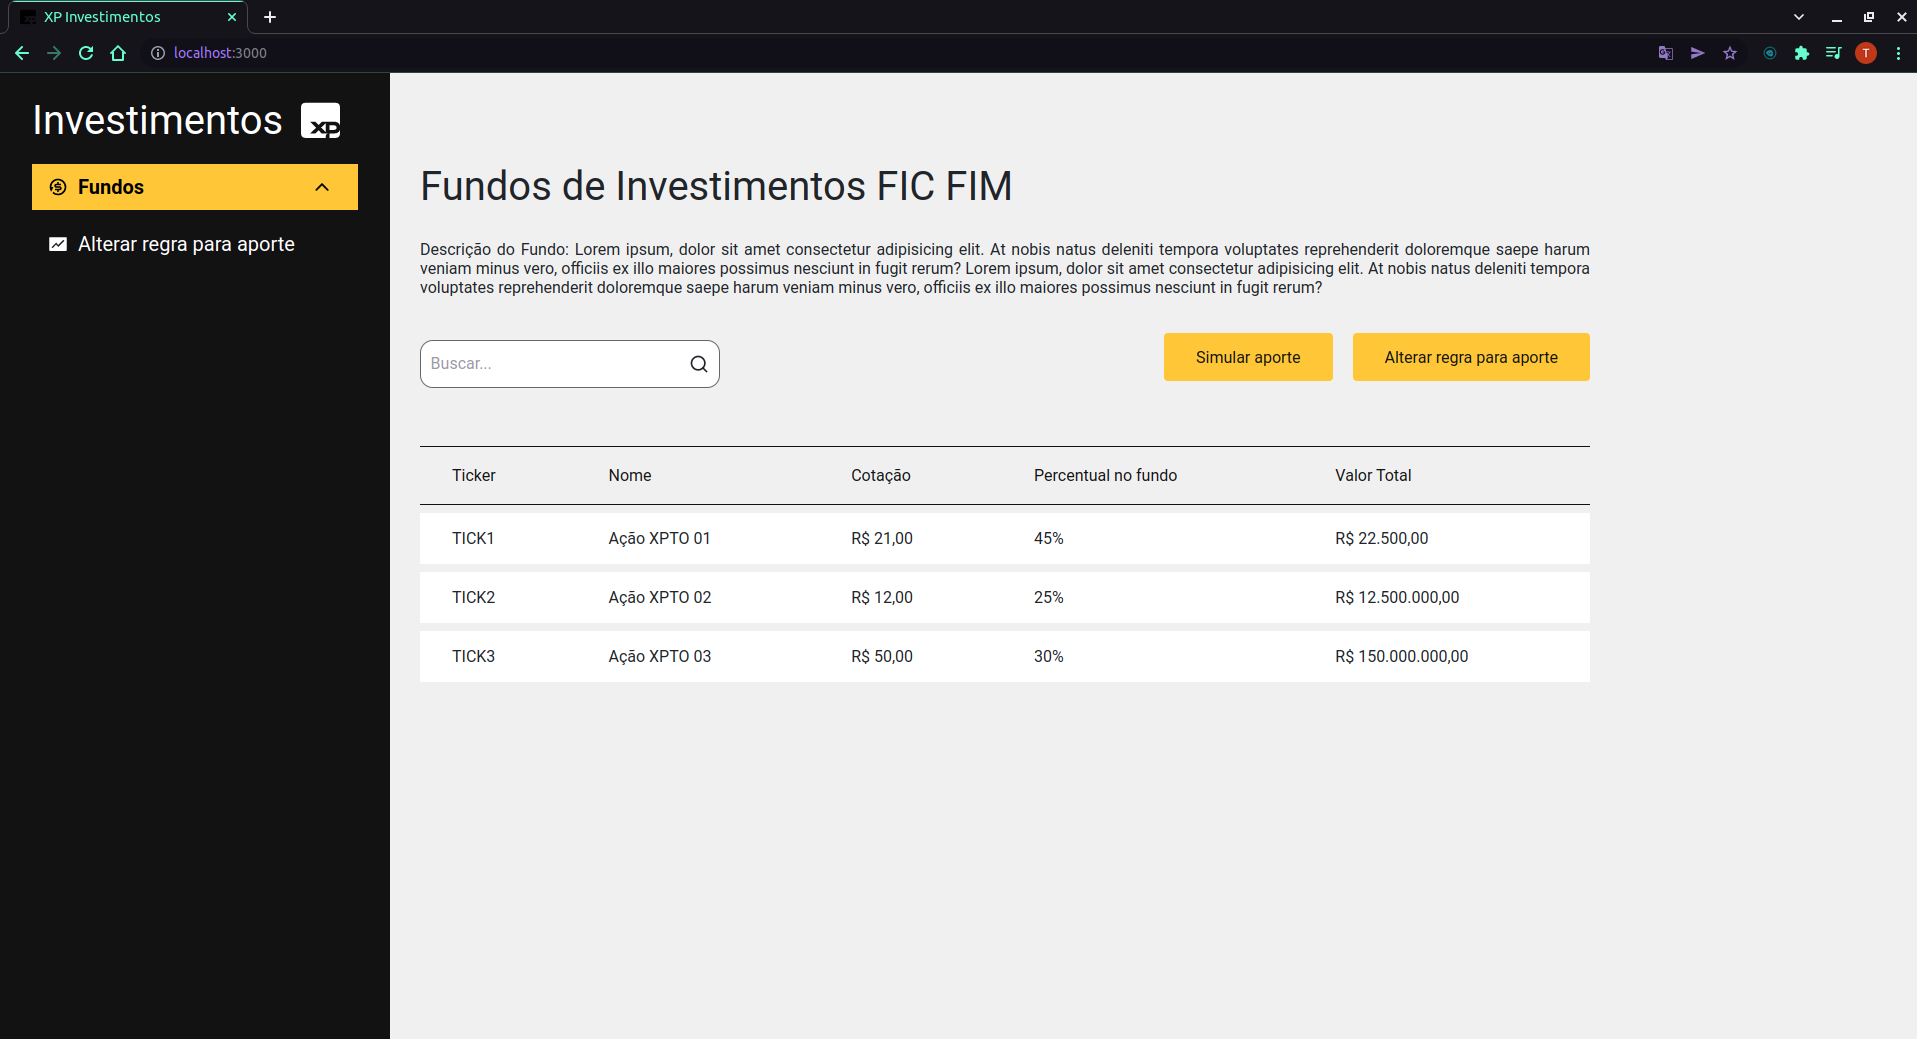 XP Investimentos
localhost:3000
T
Investimentos xp
Fundos
Alterar regra para aporte
Fundos de Investimentos FIC FIM
Descrição do Fundo: Lorem ipsum, dolor sit amet consectetur adipisicing elit. At nobis natus deleniti tempora voluptates reprehenderit doloremque saepe harum
veniam minus vero, officiis ex illo maiores possimus nesciunt in fugit rerum? Lorem ipsum, dolor sit amet consectetur adipisicing elit. At nobis natus deleniti tempora
voluptates reprehenderit doloremque saepe harum veniam minus vero, officiis ex illo maiores possimus nesciunt in fugit rerum?
Buscar...
Simular aporte
Alterar regra para aporte
Ticker Nome Cotação Percentual no fundo Valor Total
TICK1 Ação XPTO 01 R$ 21,00 45% R$ 22.500,00
TICK2 Ação XPTO 02 R$ 12,00 25% R$ 12.500.000,00
TICK3 Ação XPTO 03 R$ 50,00 30% R$ 150.000.000,00